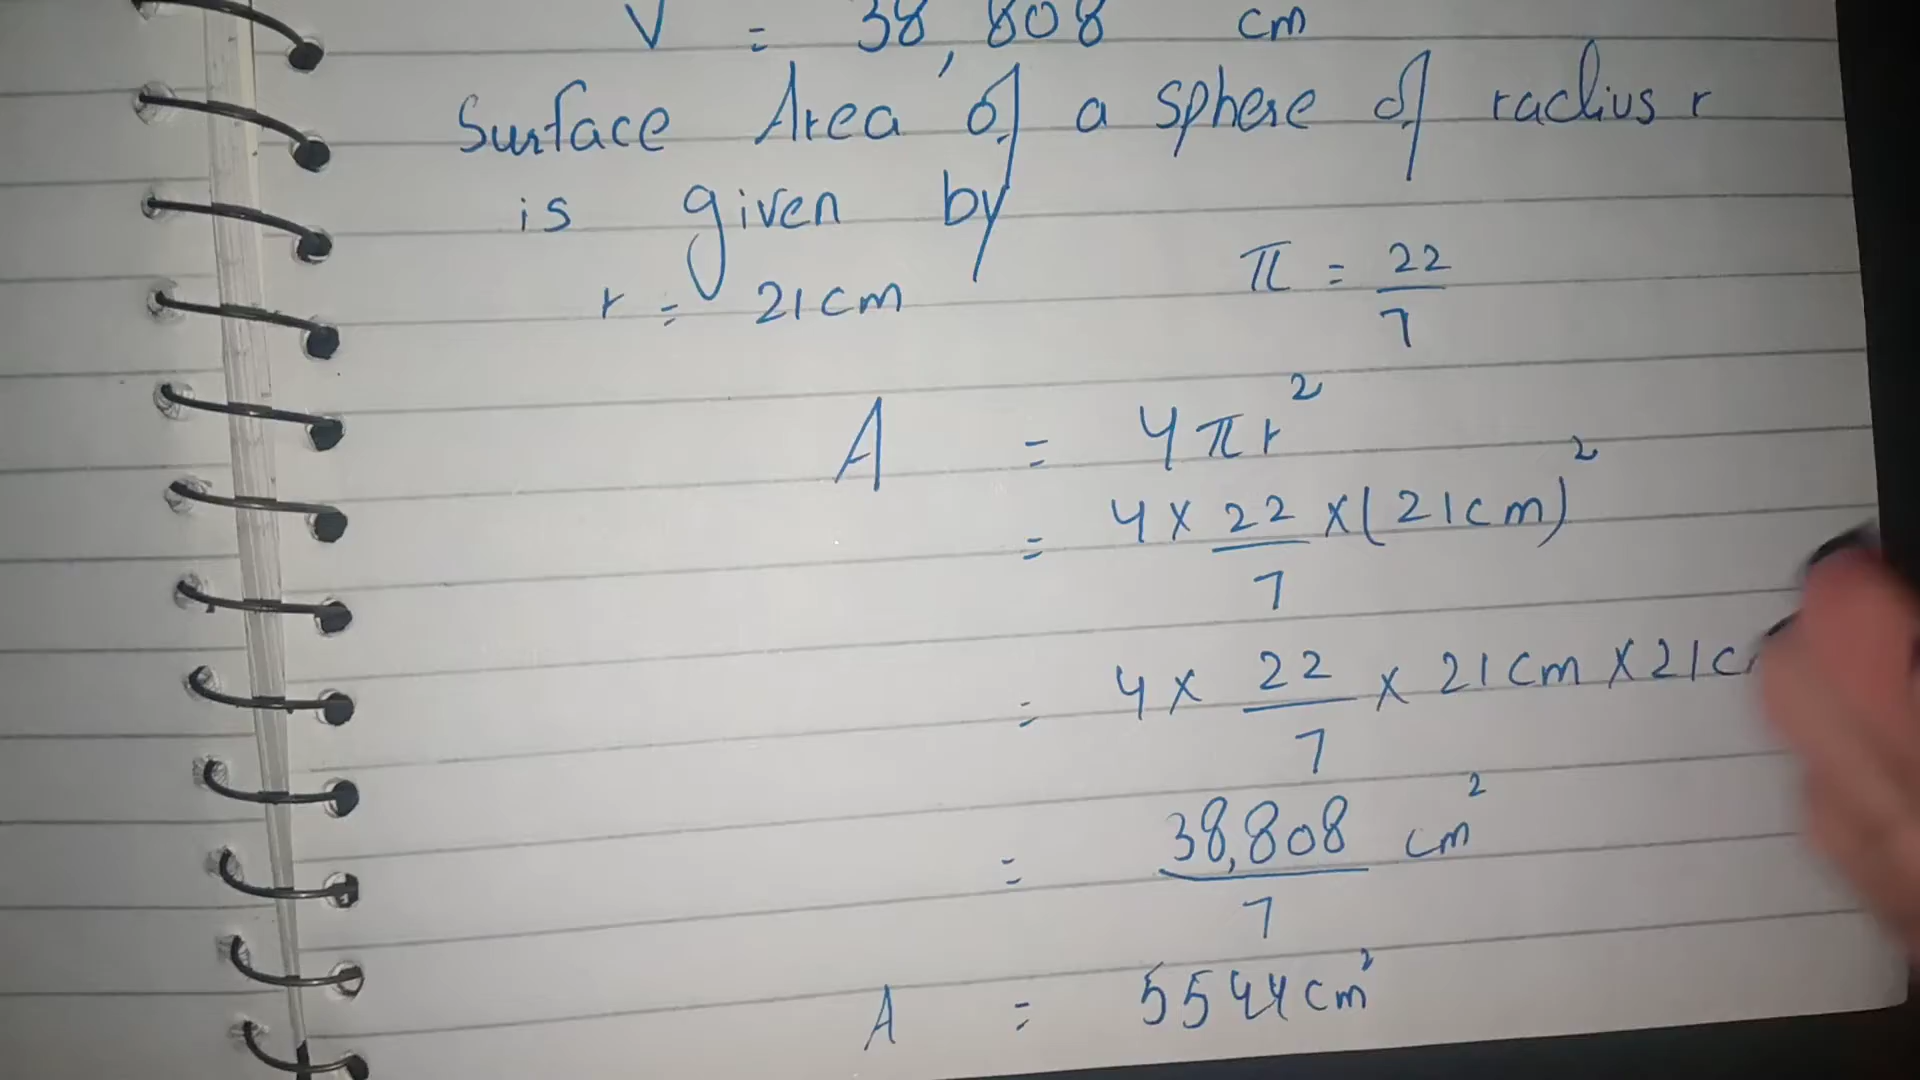 V = 38,808 cm
Surface Area of a sphere of radius r
is given by
r = 21cm
π = 22/7
A = 4πr²
= 4 × 22/7 × (21cm)²
= 4 × 22/7 × 21cm × 21c
= 38,808/7 cm²
A = 5544cm²